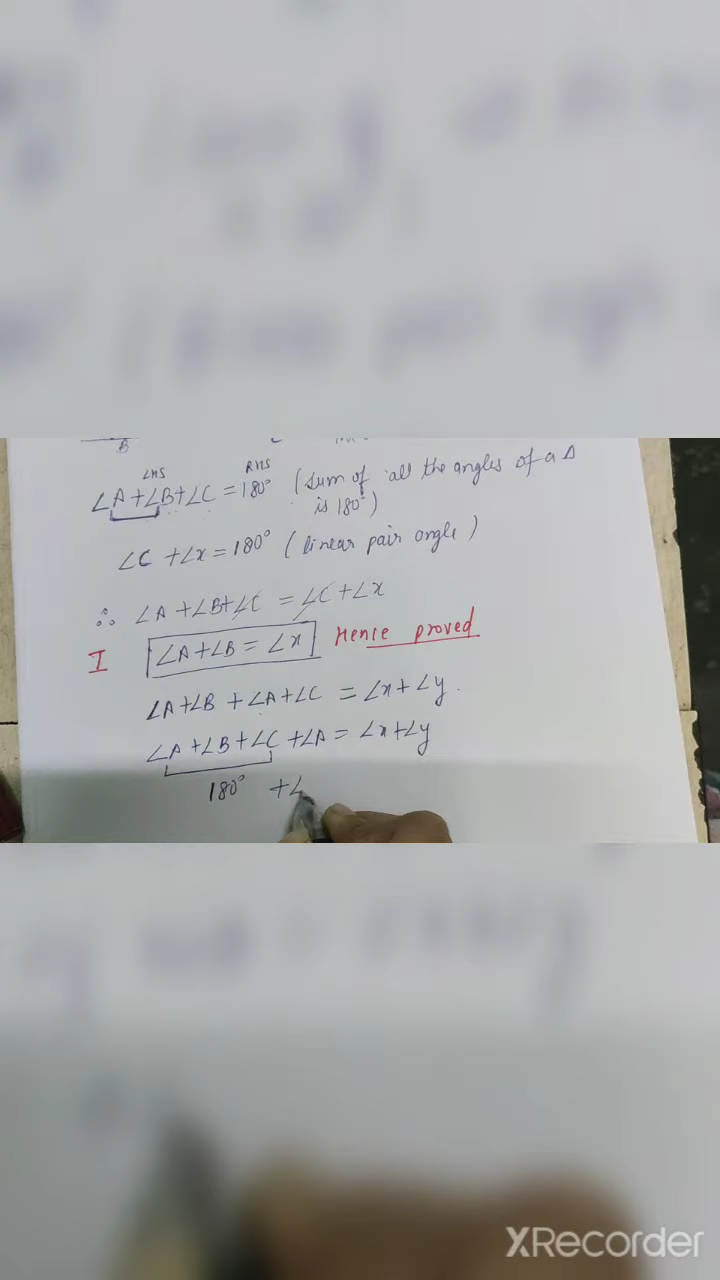 B
LHS RHS
∠A+∠B+∠C = 180° (sum of all the angles of a Δ
is 180°)
∠C + ∠x = 180° (linear pair angle)
∴ ∠A + ∠B + ∠C = ∠C + ∠x
I ∠A + ∠B = ∠x Hence proved
∠A + ∠B + ∠A + ∠C = ∠x + ∠y.
∠A + ∠B + ∠C + ∠A = ∠x + ∠y
180° + ∠
XRecorder